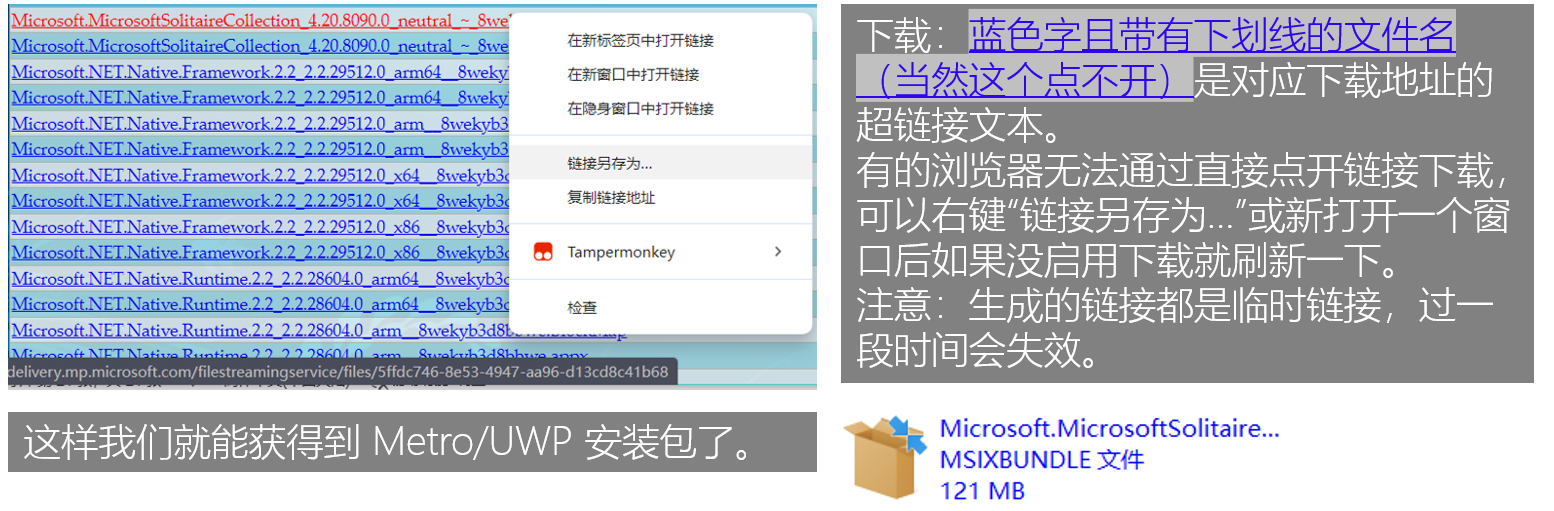 Microsoft.MicrosoftSolitaireCollection_4.20.8090.0_neutral_~_8we
Microsoft.MicrosoftSolitaireCollection_4.20.8090.0_neutral_~_8we
Microsoft.NET.Native.Framework.2.2_2.2.29512.0_arm64__8wekyb
Microsoft.NET.Native.Framework.2.2_2.2.29512.0_arm64__8wekyb
Microsoft.NET.Native.Framework.2.2_2.2.29512.0_arm__8wekyb3
Microsoft.NET.Native.Framework.2.2_2.2.29512.0_arm__8wekyb3
Microsoft.NET.Native.Framework.2.2_2.2.29512.0_x64__8wekyb3d
Microsoft.NET.Native.Framework.2.2_2.2.29512.0_x64__8wekyb3d
Microsoft.NET.Native.Framework.2.2_2.2.29512.0_x86__8wekyb3d
Microsoft.NET.Native.Framework.2.2_2.2.29512.0_x86__8wekyb3d
Microsoft.NET.Native.Runtime.2.2_2.2.28604.0_arm64__8wekyb3d
Microsoft.NET.Native.Runtime.2.2_2.2.28604.0_arm64__8wekyb3d
Microsoft.NET.Native.Runtime.2.2_2.2.28604.0_arm__8wekyb3d8bbwe.BlockMap
Microsoft.NET.Native.Runtime.2.2_2.2.28604.0_arm__8wekyb3d8bbwe.appx
delivery.mp.microsoft.com/filestreamingservice/files/5ffdc746-8e53-4947-aa96-d13cd8c41b68
在新标签页中打开链接
在新窗口中打开链接
在隐身窗口中打开链接
链接另存为...
复制链接地址
Tampermonkey
检查
下载：蓝色字且带有下划线的文件名
（当然这个点不开）是对应下载地址的
超链接文本。
有的浏览器无法通过直接点开链接下载，
可以右键“链接另存为...”或新打开一个窗
口后如果没启用下载就刷新一下。
注意：生成的链接都是临时链接，过一
段时间会失效。
这样我们就能获得到 Metro/UWP 安装包了。
Microsoft.MicrosoftSolitaire...
MSIXBUNDLE 文件
121 MB